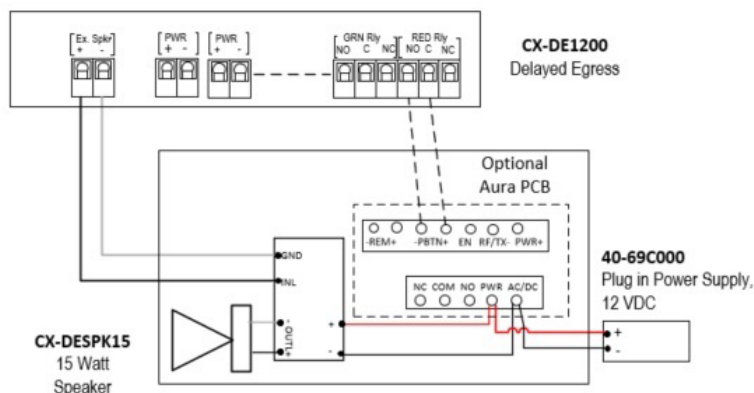 Ex. Spkr
+ -
PWR
+ -
PWR
+ -
GRN Rly
NO C NC
RED Rly
NO C NC
CX-DE1200
Delayed Egress
Optional
Aura PCB
-REM+ -PBTN+ EN RF/TX- PWR+
NC COM NO PWR AC/DC
GND
INL
- OUTL+
+
-
40-69C000
Plug in Power Supply,
12 VDC
+
-
CX-DESPK15
15 Watt
Speaker